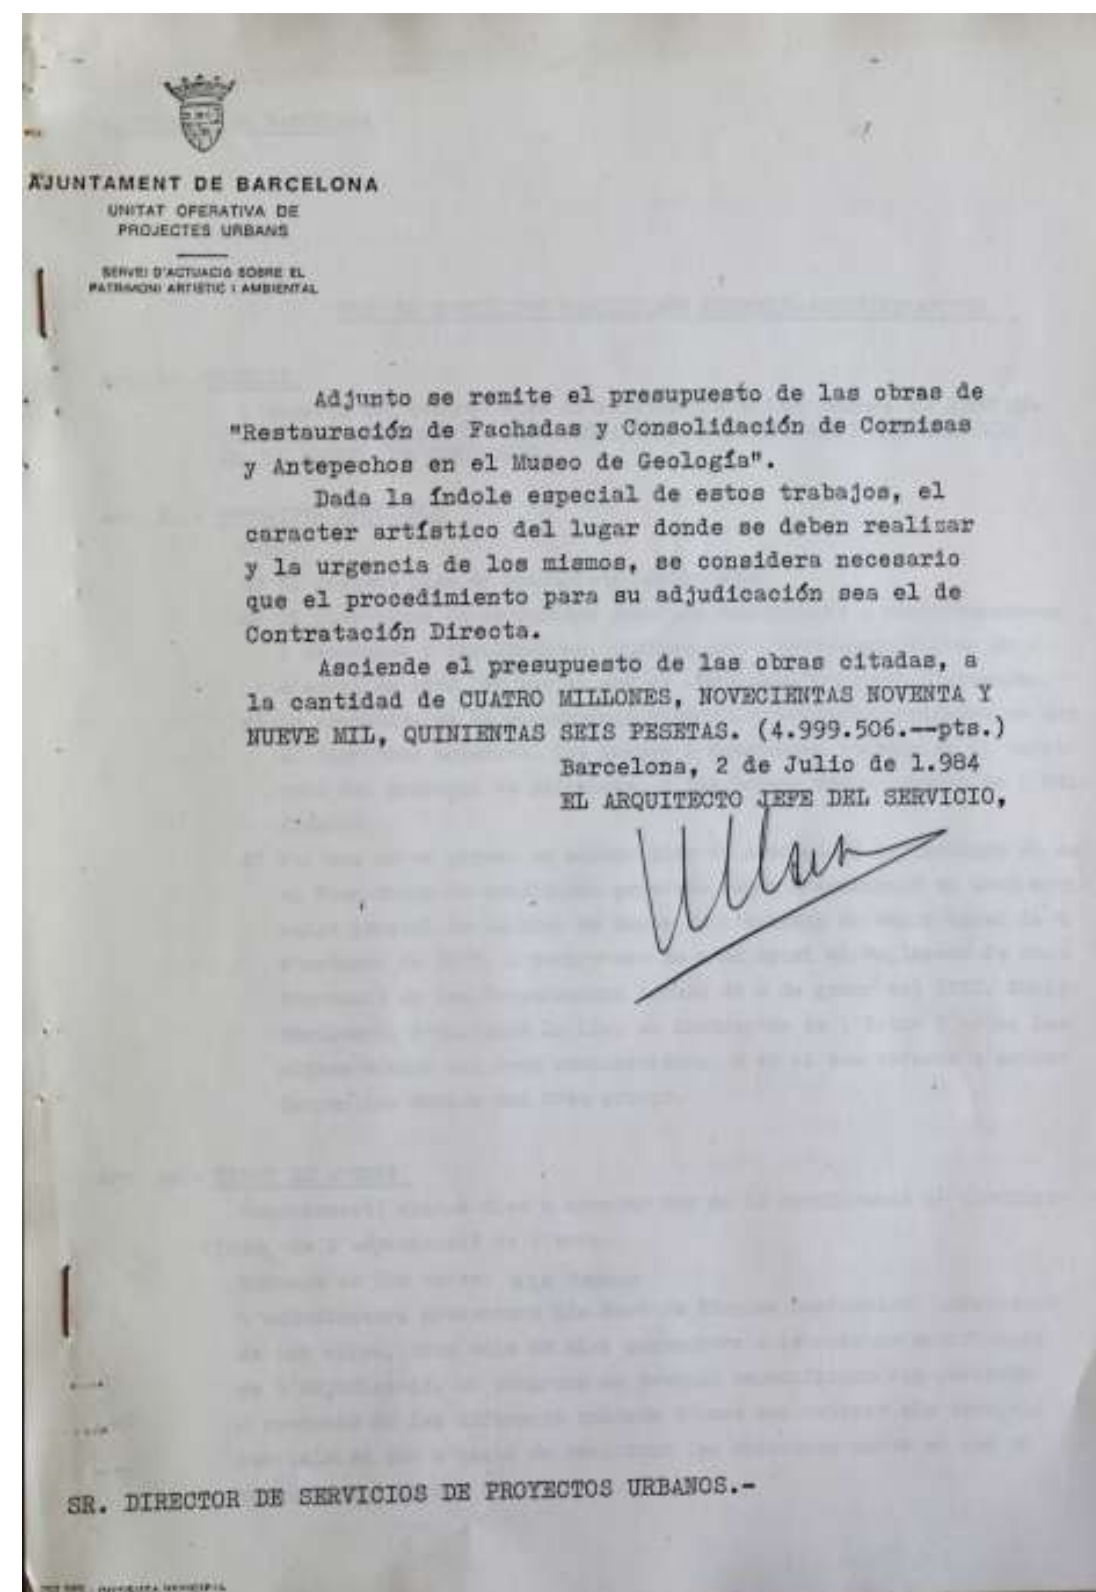 AJUNTAMENT DE BARCELONA
UNITAT OPERATIVA DE
PROJECTES URBANS
SERVEI D'ACTUACIÓ SOBRE EL
PATRIMONI ARTÍSTIC I AMBIENTAL
Adjunto se remite el presupuesto de las obras de
"Restauración de Fachadas y Consolidación de Cornisas
y Antepechos en el Museo de Geología".
Dada la índole especial de estos trabajos, el
caracter artístico del lugar donde se deben realizar
y la urgencia de los mismos, se considera necesario
que el procedimiento para su adjudicación sea el de
Contratación Directa.
Asciende el presupuesto de las obras citadas, a
la cantidad de CUATRO MILLONES, NOVECIENTAS NOVENTA Y
NUEVE MIL, QUINIENTAS SEIS PESETAS. (4.999.506.--pts.)
Barcelona, 2 de Julio de 1.984
EL ARQUITECTO JEFE DEL SERVICIO,
SR. DIRECTOR DE SERVICIOS DE PROYECTOS URBANOS.-
IMPRENTA MUNICIPAL